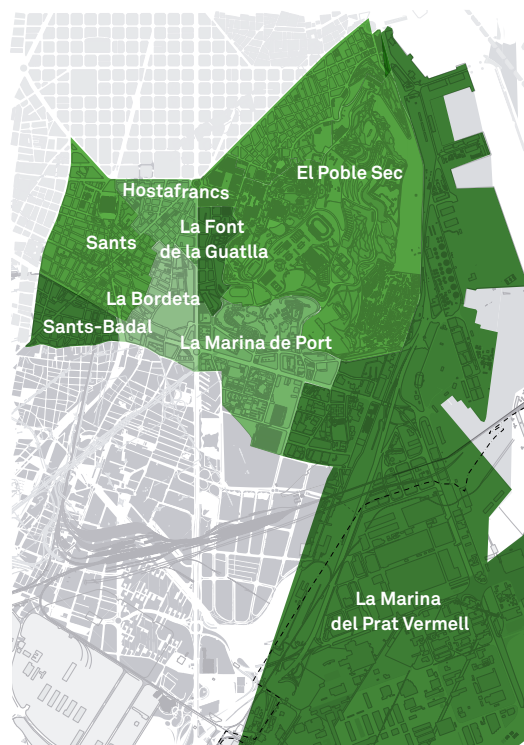 El Poble Sec
Hostafrancs
La Font
de la Guatlla
Sants
La Bordeta
Sants-Badal
La Marina de Port
La Marina
del Prat Vermell